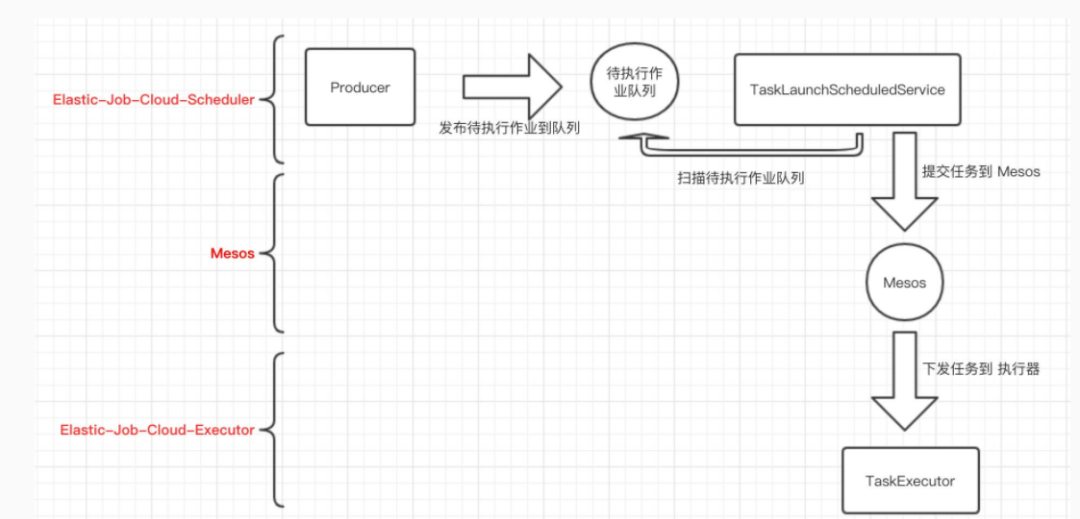 Elastic-Job-Cloud-Scheduler
Producer
发布待执行作业到队列
待执行作
业队列
TaskLaunchScheduledService
扫描待执行作业队列
提交任务到 Mesos
Mesos
Mesos
下发任务到 执行器
Elastic-Job-Cloud-Executor
TaskExecutor